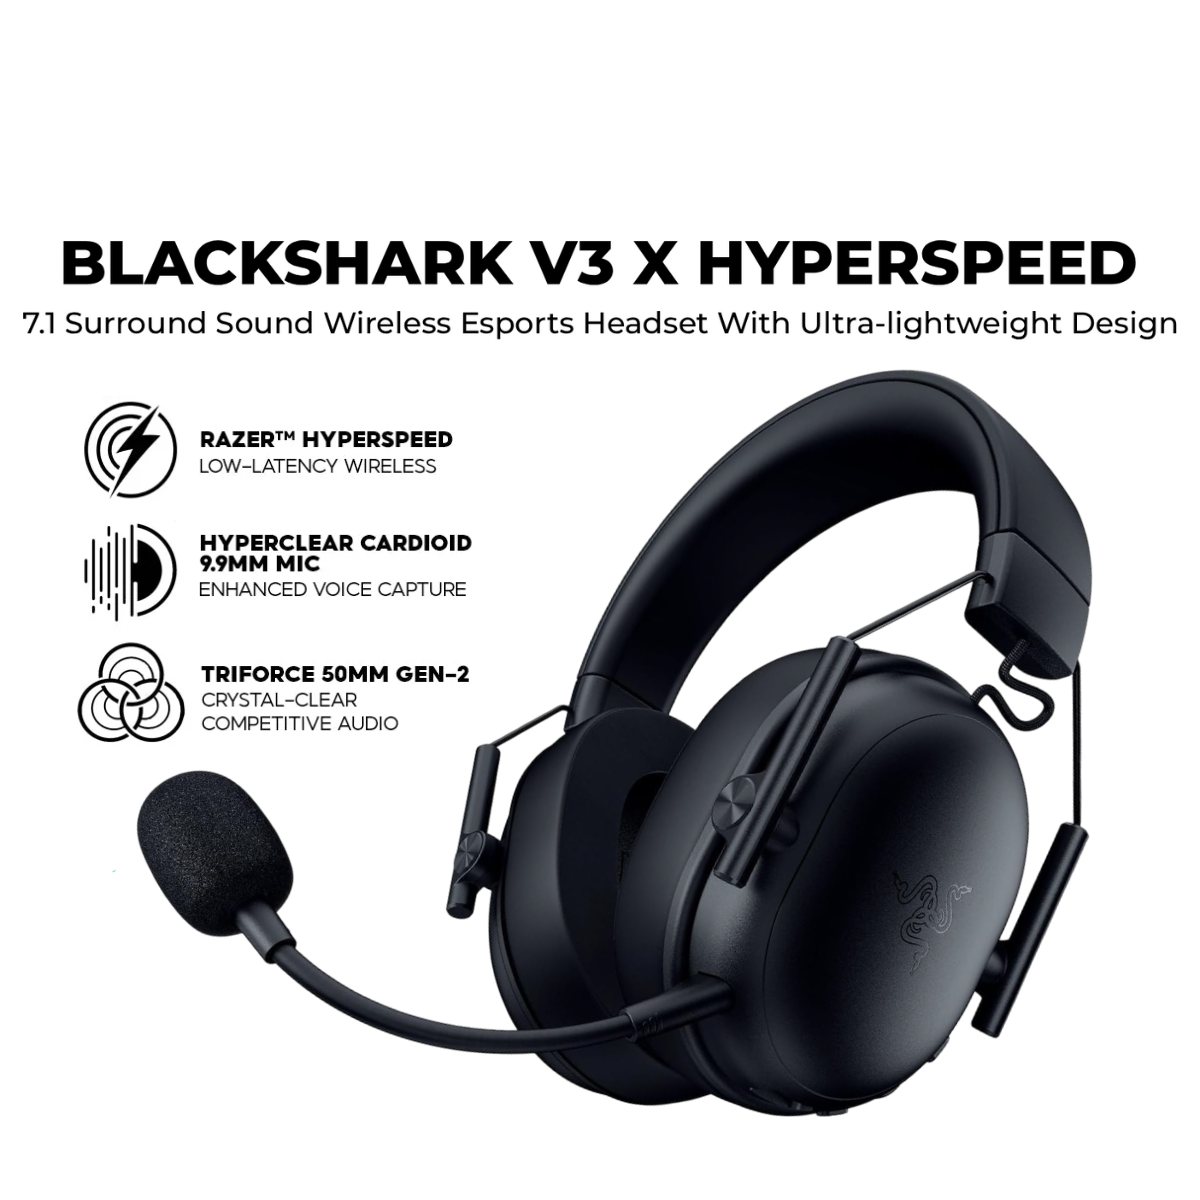 BLACKSHARK V3 X HYPERSPEED
7.1 Surround Sound Wireless Esports Headset With Ultra-lightweight Design
RAZER™ HYPERSPEED
LOW-LATENCY WIRELESS
HYPERCLEAR CARDIOID
9.9MM MIC
ENHANCED VOICE CAPTURE
TRIFORCE 50MM GEN-2
CRYSTAL-CLEAR
COMPETITIVE AUDIO